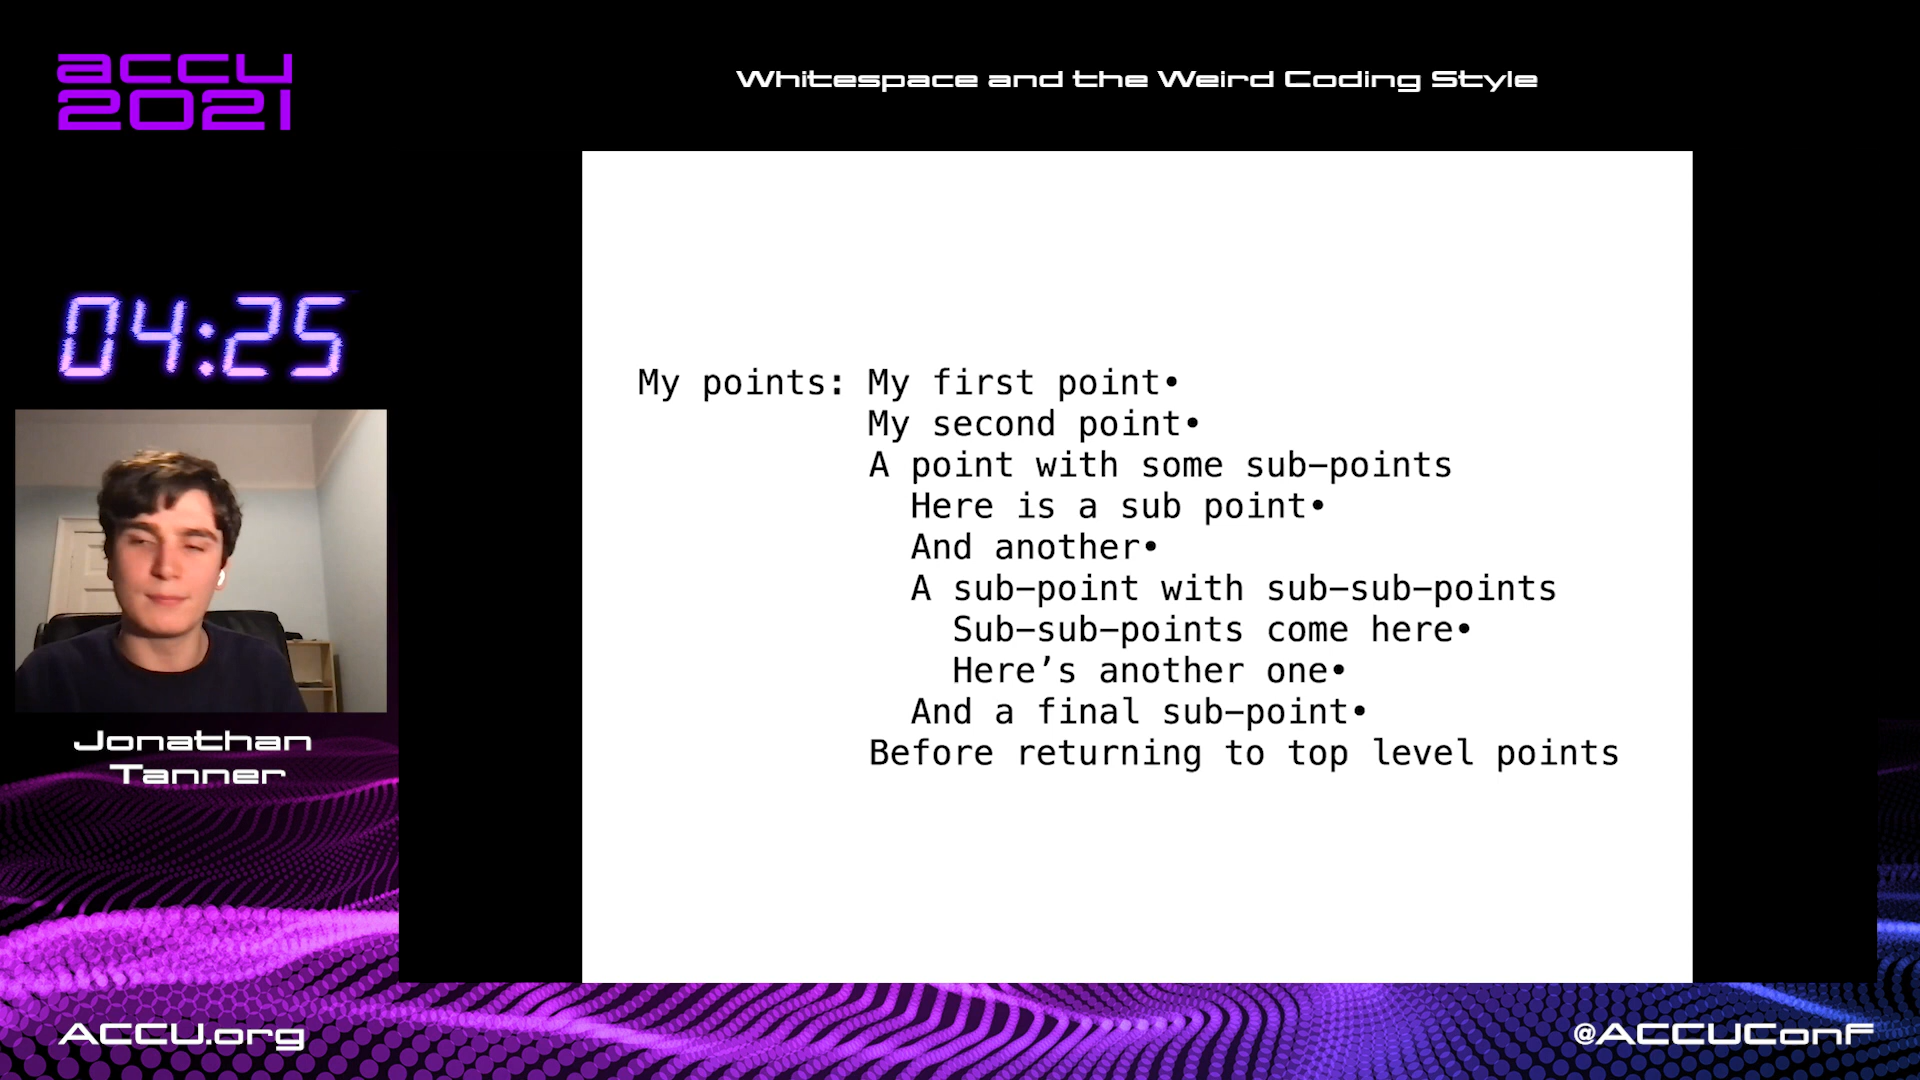 accu
2021
Whitespace and the Weird Coding Style
04:25
My points: My first point•
My second point•
A point with some sub-points
Here is a sub point•
And another•
A sub-point with sub-sub-points
Sub-sub-points come here•
Here’s another one•
And a final sub-point•
Before returning to top level points
Jonathan
Tanner
ACCU.org
@ACCUConf